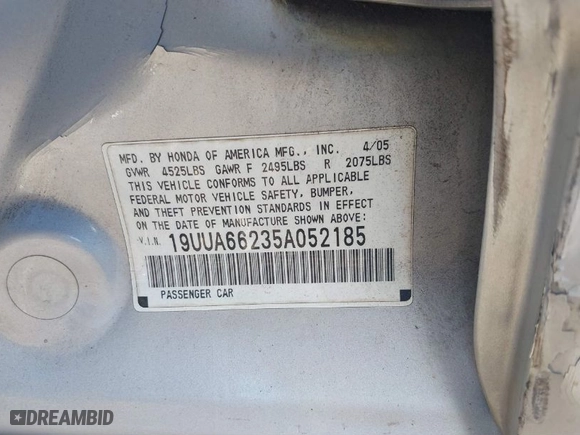 MFD. BY HONDA OF AMERICA MFG., INC. 4/05
GVWR 4525LBS GAWR F 2495LBS R 2075LBS
THIS VEHICLE CONFORMS TO ALL APPLICABLE
FEDERAL MOTOR VEHICLE SAFETY, BUMPER,
AND THEFT PREVENTION STANDARDS IN EFFECT
ON THE DATE OF MANUFACTURE SHOWN ABOVE:
V.I.N. 19UUA66235A052185
PASSENGER CAR
DREAMBID